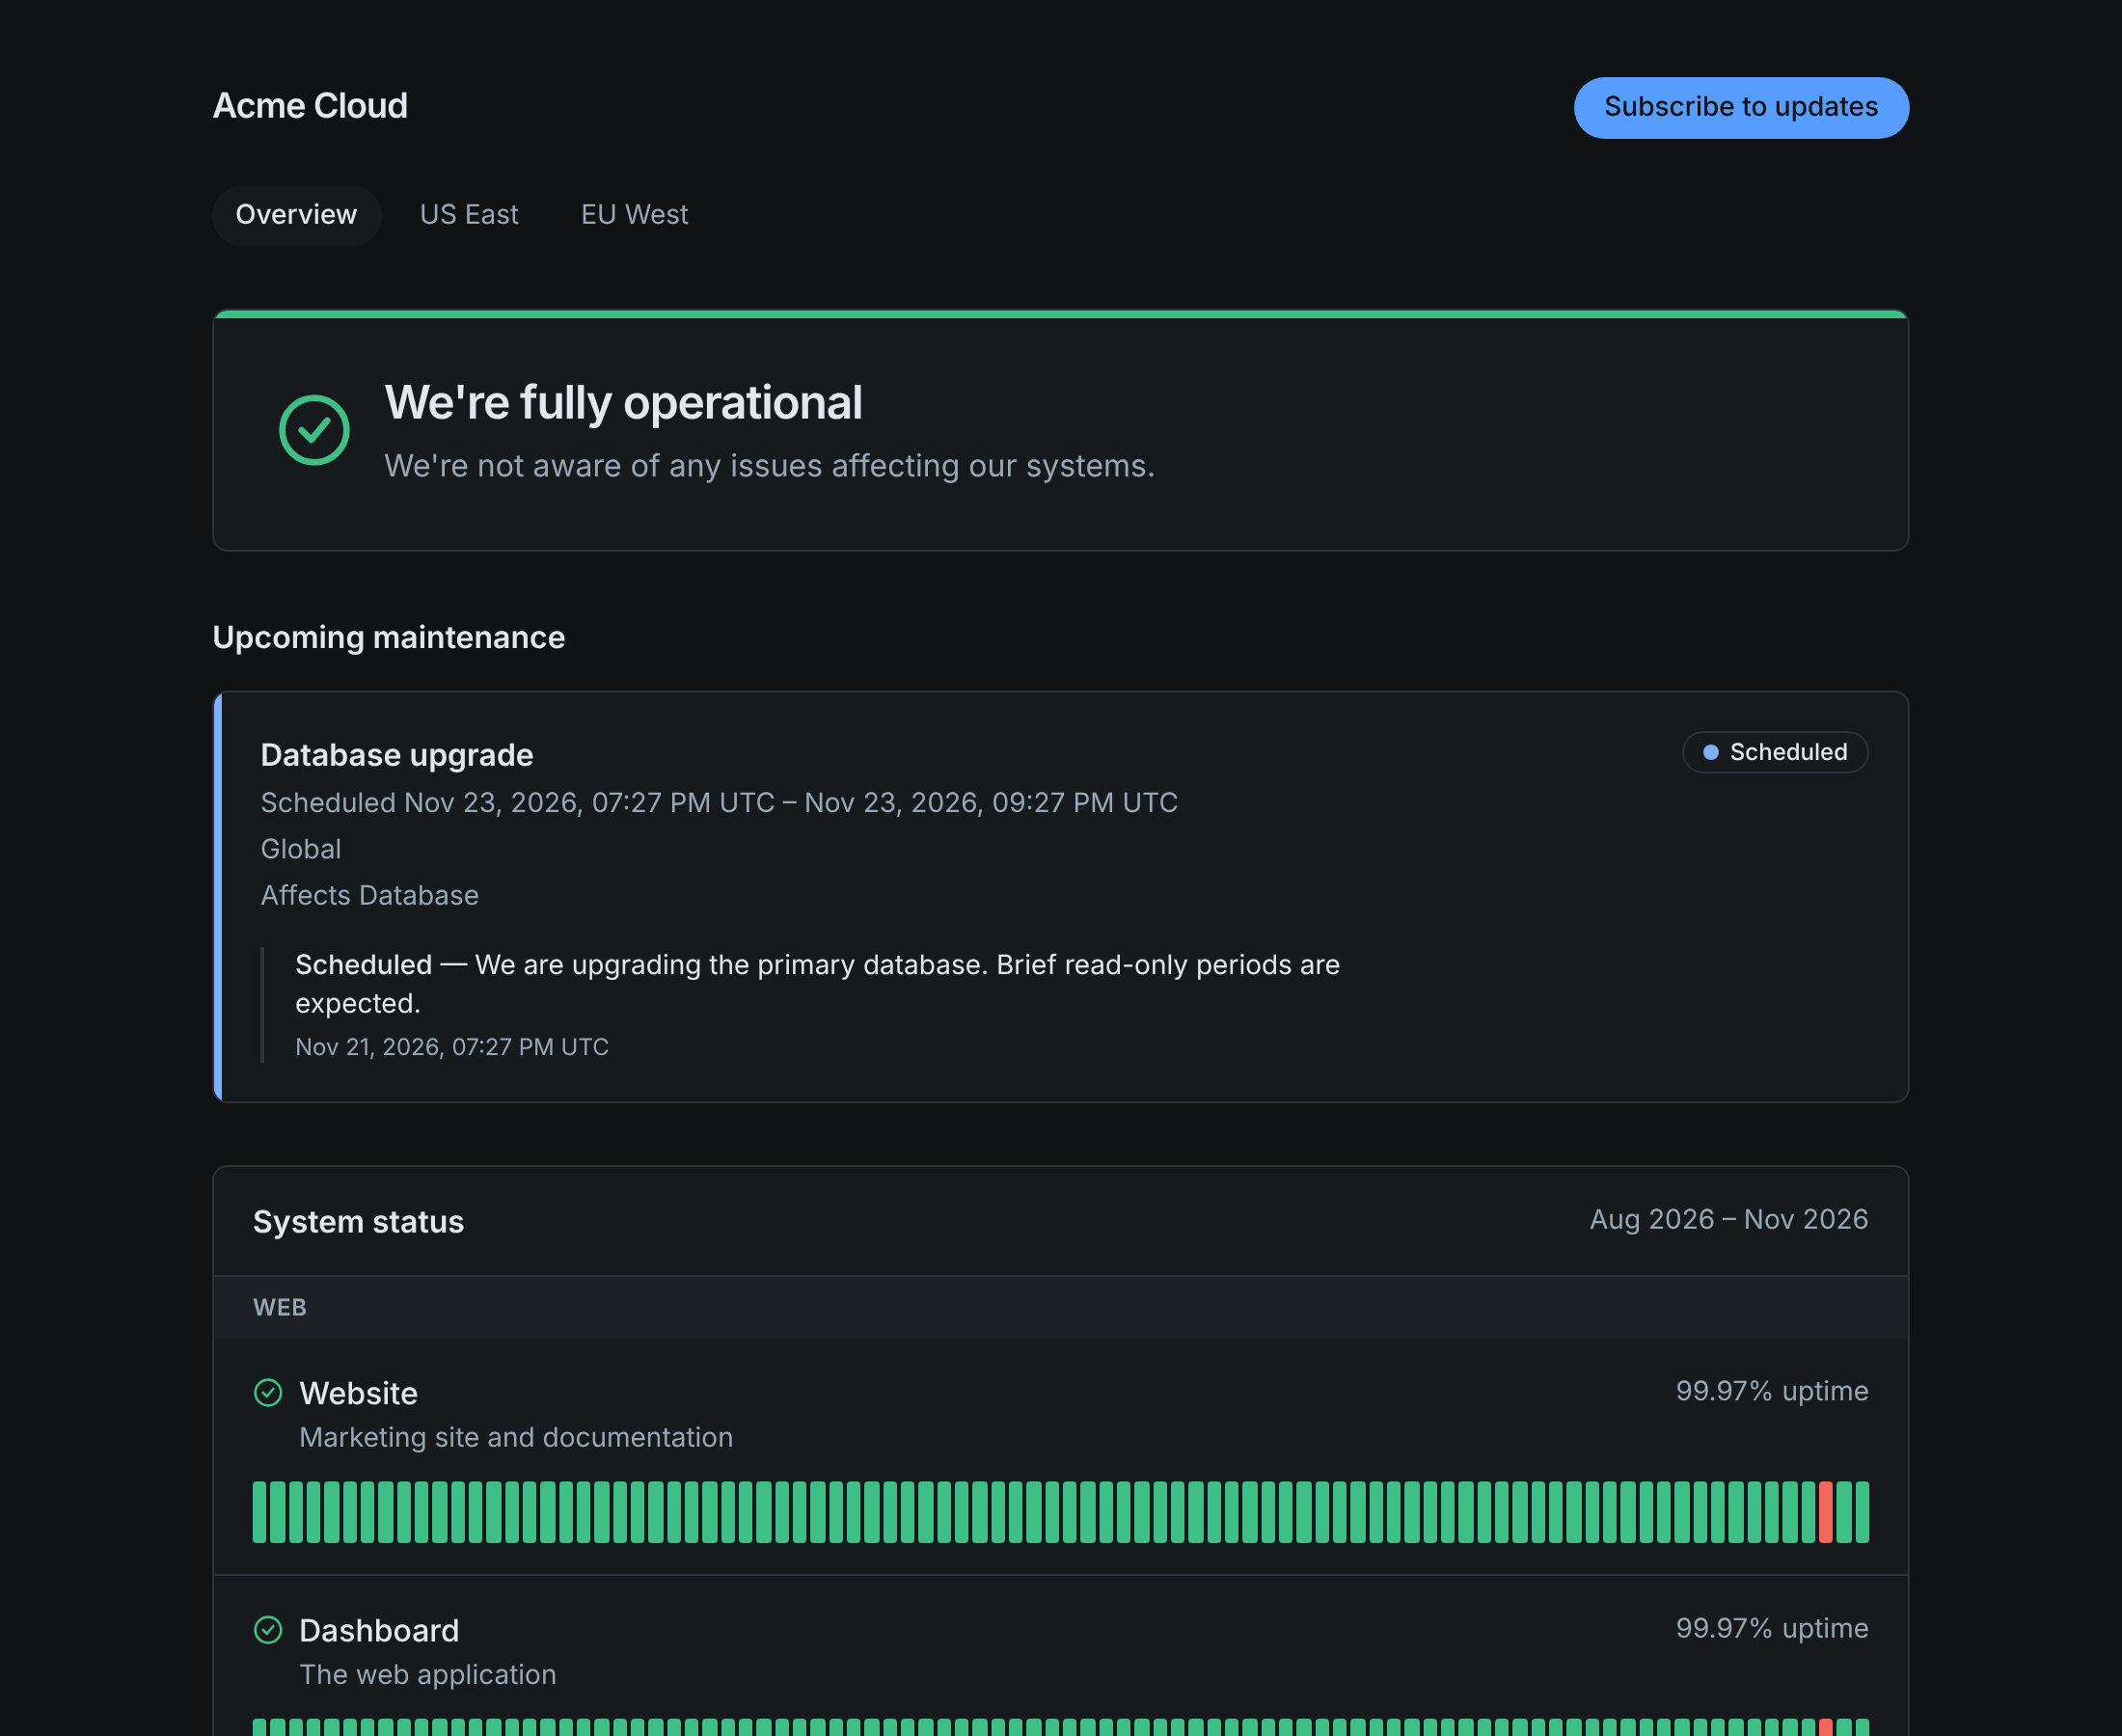 Acme Cloud
Subscribe to updates
Overview
US East
EU West
We're fully operational
We're not aware of any issues affecting our systems.
Upcoming maintenance
Database upgrade
Scheduled
Scheduled Nov 23, 2026, 07:27 PM UTC – Nov 23, 2026, 09:27 PM UTC
Global
Affects Database
Scheduled — We are upgrading the primary database. Brief read-only periods are
expected.
Nov 21, 2026, 07:27 PM UTC
System status
Aug 2026 – Nov 2026
WEB
Website
99.97% uptime
Marketing site and documentation
Dashboard
99.97% uptime
The web application